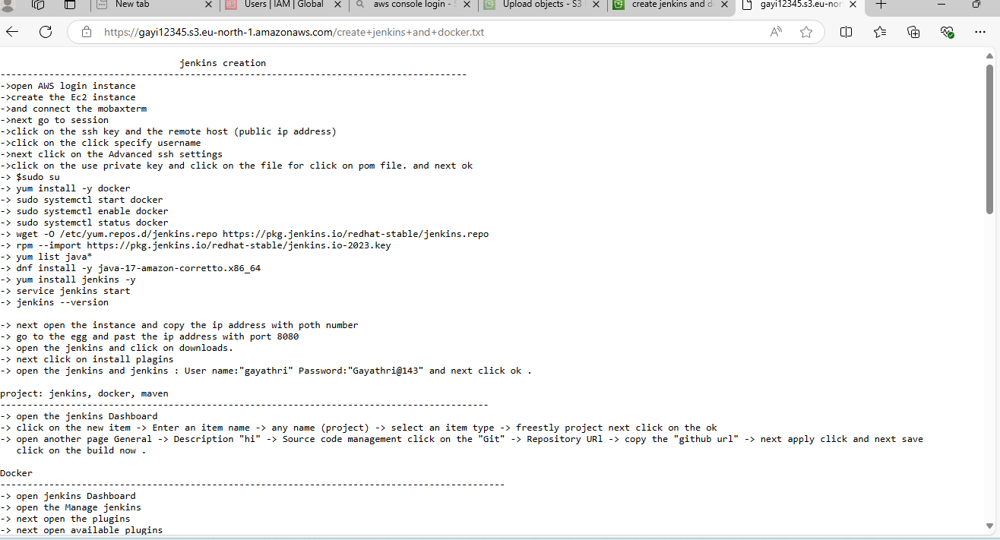 New tab
Users | IAM | Global
aws console login - S
Upload objects - S3
create jenkins and d
gayi12345.s3.eu-nor
https://gayi12345.s3.eu-north-1.amazonaws.com/create+jenkins+and+docker.txt
jenkins creation
--------------------------------------------------------------------------------------
->open AWS login instance
->create the Ec2 instance
->and connect the mobaxterm
->next go to session
->click on the ssh key and the remote host (public ip address)
->click on the click specify username
->next click on the Advanced ssh settings
->click on the use private key and click on the file for click on pom file. and next ok
-> $sudo su
-> yum install -y docker
-> sudo systemctl start docker
-> sudo systemctl enable docker
-> sudo systemctl status docker
-> wget -O /etc/yum.repos.d/jenkins.repo https://pkg.jenkins.io/redhat-stable/jenkins.repo
-> rpm --import https://pkg.jenkins.io/redhat-stable/jenkins.io-2023.key
-> yum list java*
-> dnf install -y java-17-amazon-corretto.x86_64
-> yum install jenkins -y
-> service jenkins start
-> jenkins --version
-> next open the instance and copy the ip address with poth number
-> go to the egg and past the ip address with port 8080
-> open the jenkins and click on downloads.
-> next click on install plagins
-> open the jenkins and jenkins : User name:"gayathri" Password:"Gayathri@143" and next click ok .
project: jenkins, docker, maven
------------------------------------------------------------------------------------------
-> open the jenkins Dashboard
-> click on the new item -> Enter an item name -> any name (project) -> select an item type -> freestly project next click on the ok
-> open another page General -> Description "hi" -> Source code management click on the "Git" -> Repository URl -> copy the "github url" -> next apply click and next save
click on the build now .
Docker
---------------------------------------------------------------------------------------------
-> open jenkins Dashboard
-> open the Manage jenkins
-> next open the plugins
-> next open available plugins